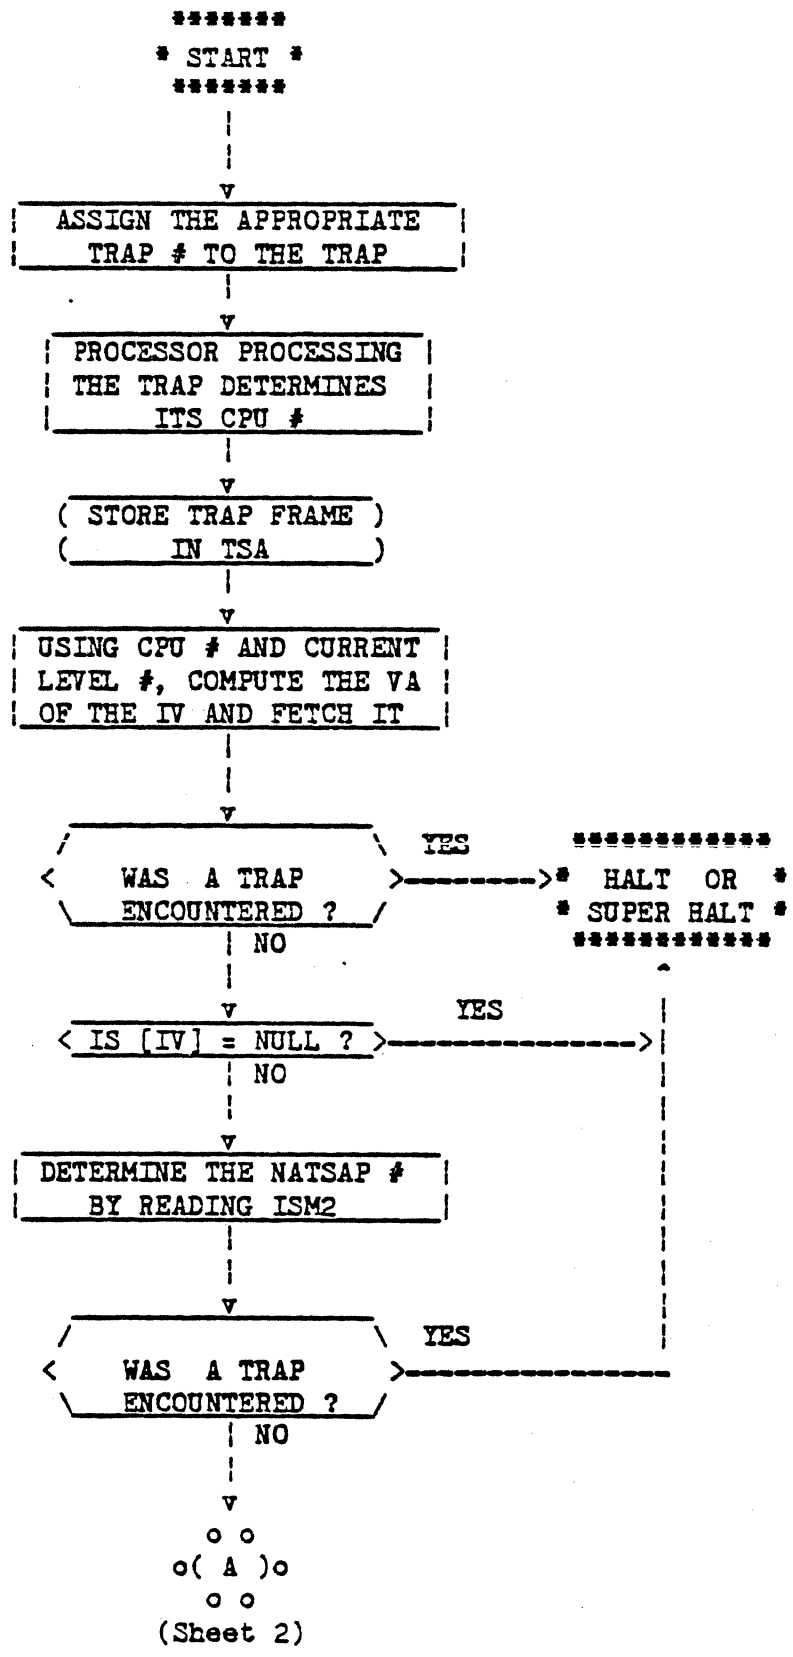 *******
* START *
*******
ASSIGN THE APPROPRIATE
TRAP # TO THE TRAP
PROCESSOR PROCESSING
THE TRAP DETERMINES
ITS CPU #
( STORE TRAP FRAME )
( IN TSA )
USING CPU # AND CURRENT
LEVEL #, COMPUTE THE VA
OF THE IV AND FETCH IT
WAS A TRAP
ENCOUNTERED ?
YES
************
* HALT OR *
* SUPER HALT *
************
NO
< IS [IV] = NULL ? >
YES
NO
DETERMINE THE NATSAP #
BY READING ISM2
WAS A TRAP
ENCOUNTERED ?
YES
NO
o o
o( A )o
o o
(Sheet 2)